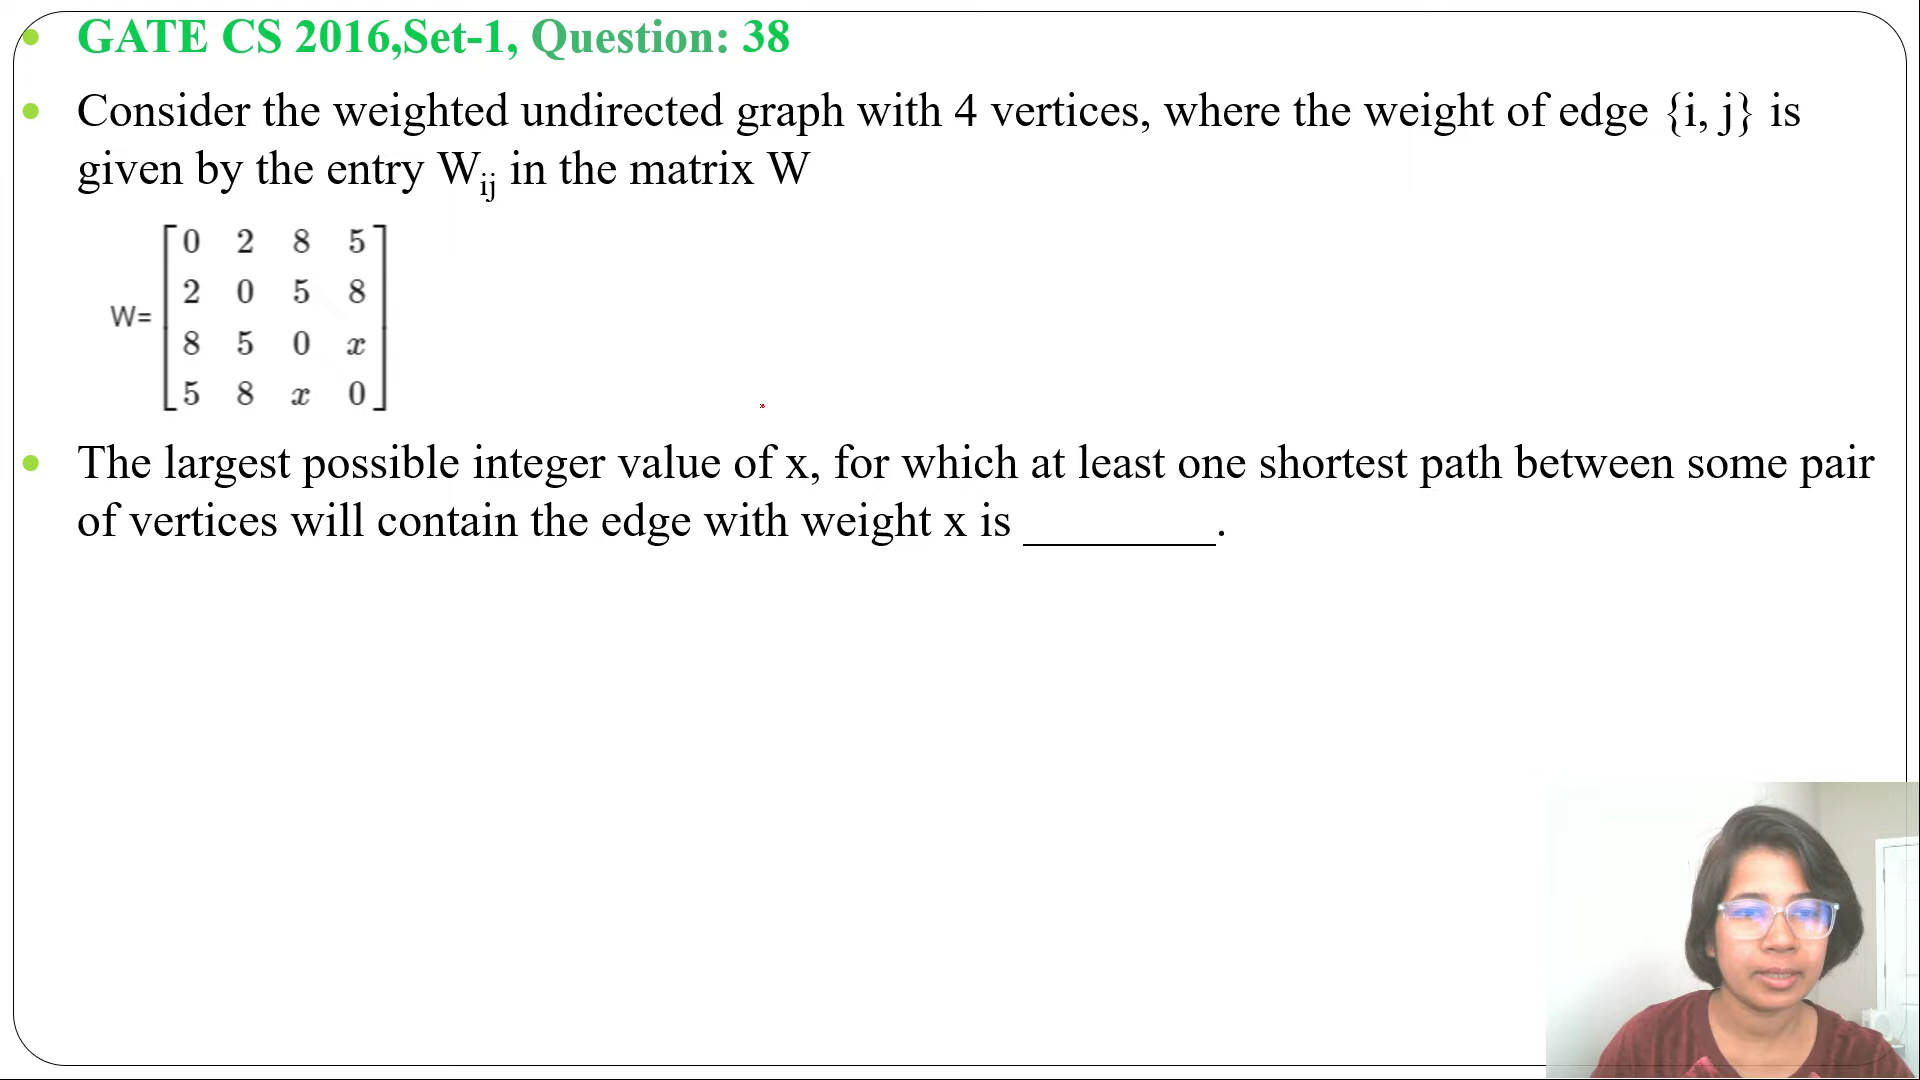 GATE CS 2016,Set-1, Question: 38
Consider the weighted undirected graph with 4 vertices, where the weight of edge {i, j} is
given by the entry Wij in the matrix W
W=
0 2 8 5
2 0 5 8
8 5 0 x
5 8 x 0
The largest possible integer value of x, for which at least one shortest path between some pair
of vertices will contain the edge with weight x is ________.